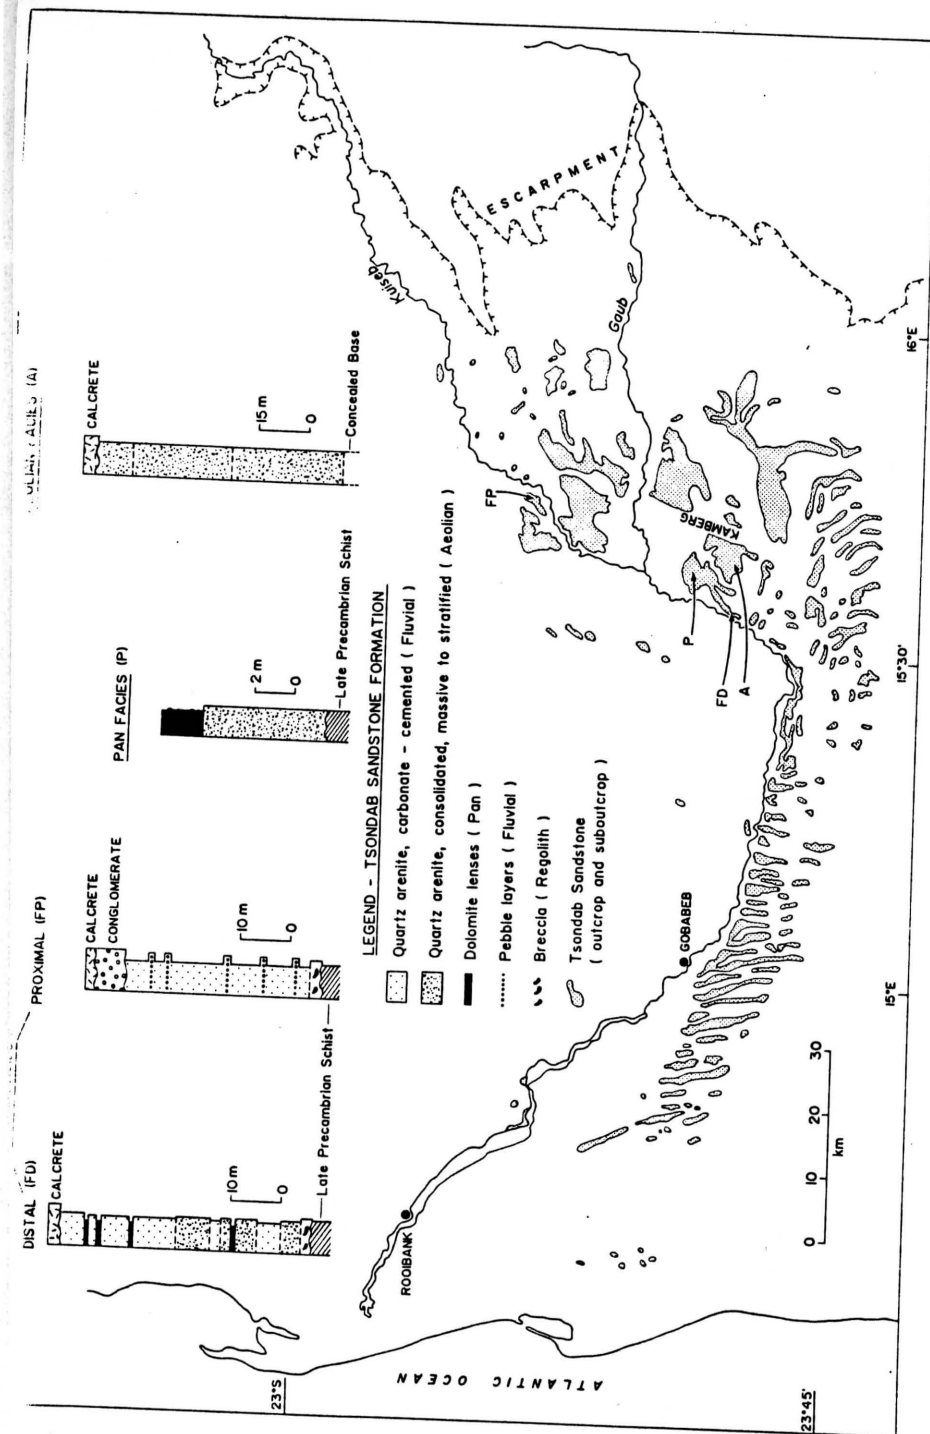 DISTAL (FD)
CALCRETE
10 m
0
Late Precambrian Schist
PROXIMAL (FP)
CALCRETE
CONGLOMERATE
10 m
0
PAN FACIES (P)
2 m
0
Late Precambrian Schist
(A)
CALCRETE
15 m
0
Concealed Base
LEGEND - TSONDAB SANDSTONE FORMATION
Quartz arenite, carbonate - cemented ( Fluvial )
Quartz arenite, consolidated, massive to stratified ( Aeolian )
Dolomite lenses ( Pan )
Pebble layers ( Fluvial )
Breccia ( Regolith )
Tsondab Sandstone
( outcrop and suboutcrop )
23°S
23°45'
ATLANTIC OCEAN
ROOIBANK
GOBABEB
Kuiseb
Gaub
ESCARPMENT
KAMBERG
FP
P
FD
A
15°E
15°30'
16°E
0 10 20 30
km